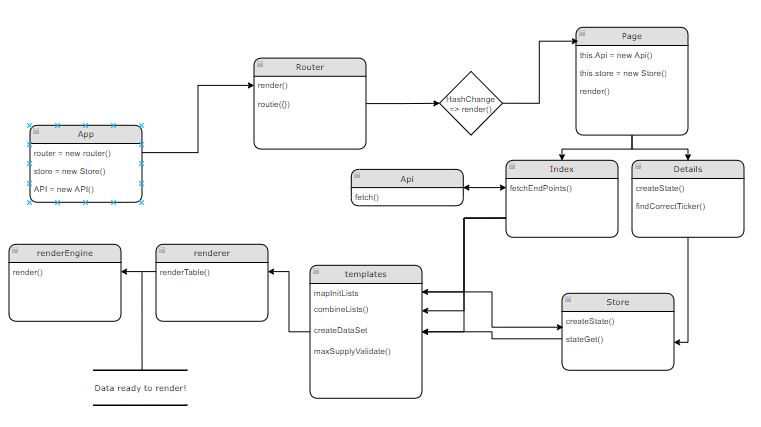 Page
this.Api = new Api()
this.store = new Store()
render()
Router
render()
routie({})
HashChange
=> render()
App
router = new router()
store = new Store()
API = new API()
Api
fetch()
Index
fetchEndPoints()
Details
createState()
findCorrectTicker()
renderEngine
render()
renderer
renderTable()
templates
mapInitLists
combineLists()
createDataSet
maxSupplyValidate()
Store
createState()
stateGet()
Data ready to render!